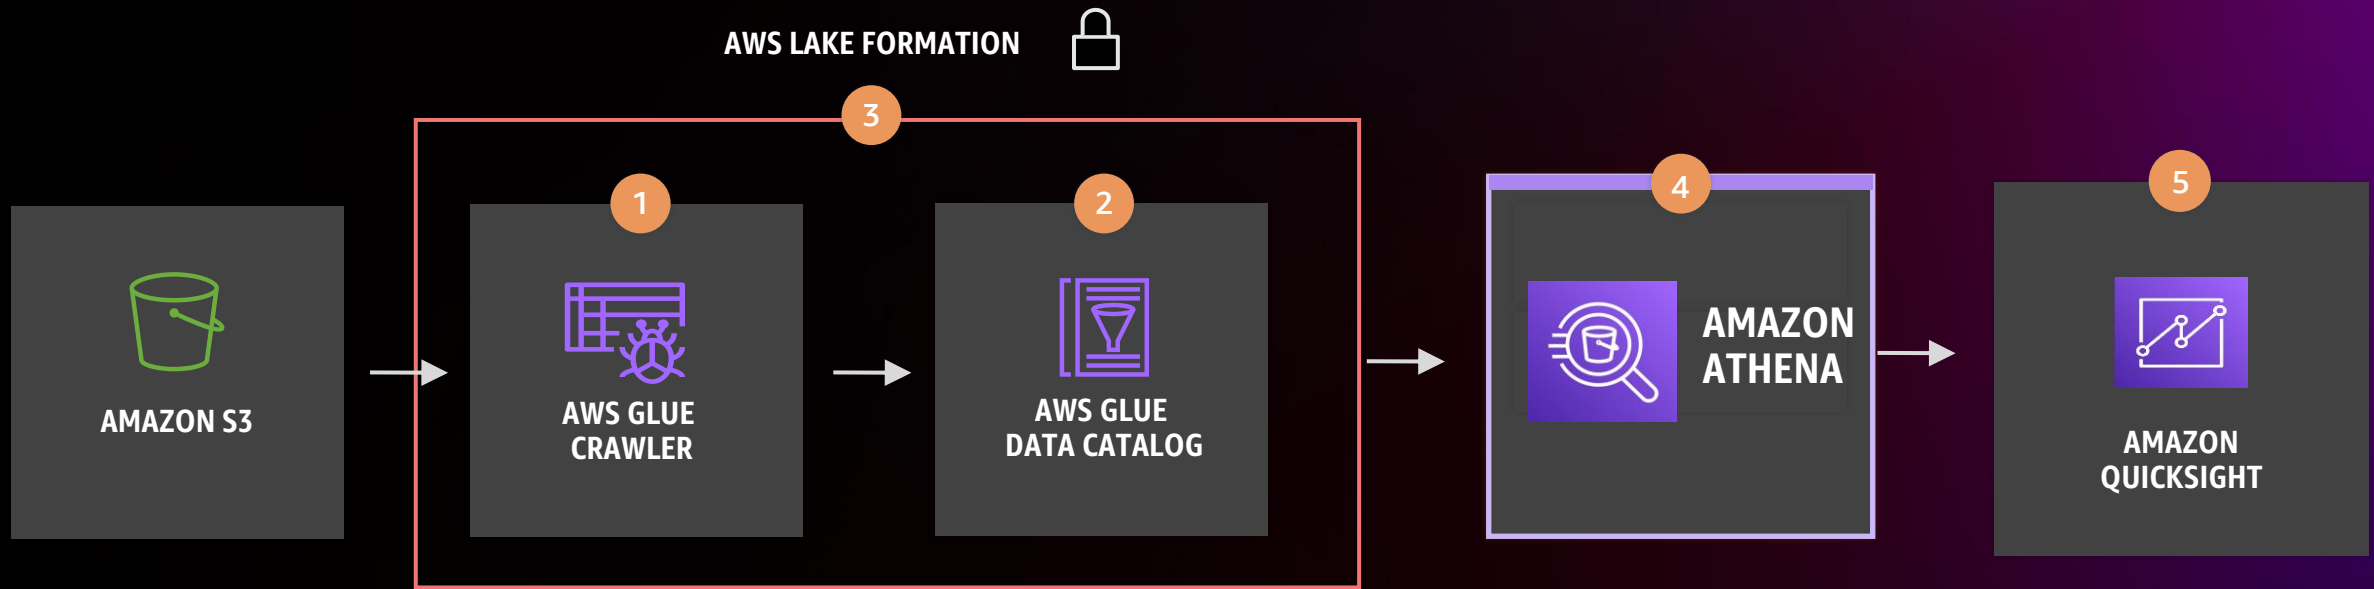 AWS LAKE FORMATION
3
1
2
4
5
AMAZON S3
AWS GLUE
CRAWLER
AWS GLUE
DATA CATALOG
AMAZON
ATHENA
AMAZON
QUICKSIGHT